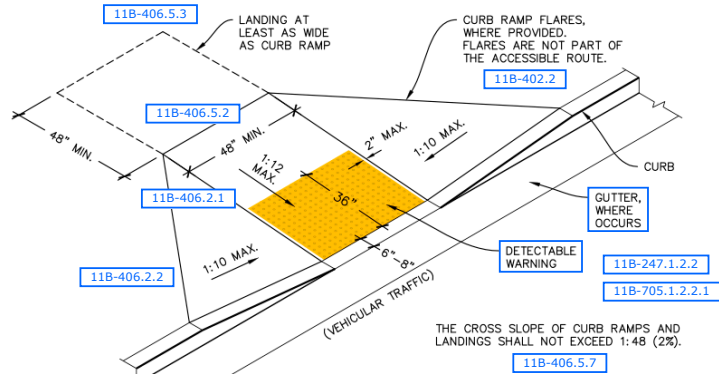 11B-406.5.3
LANDING AT
LEAST AS WIDE
AS CURB RAMP
CURB RAMP FLARES,
WHERE PROVIDED.
FLARES ARE NOT PART OF
THE ACCESSIBLE ROUTE.
11B-402.2
11B-406.5.2
48" MIN.
48" MIN.
2" MAX.
1:10 MAX.
1:12
MAX.
36"
CURB
11B-406.2.1
GUTTER,
WHERE
OCCURS
1:10 MAX.
6"-8"
DETECTABLE
WARNING
11B-406.2.2
11B-247.1.2.2
11B-705.1.2.2.1
(VEHICULAR TRAFFIC)
THE CROSS SLOPE OF CURB RAMPS AND
LANDINGS SHALL NOT EXCEED 1:48 (2%).
11B-406.5.7